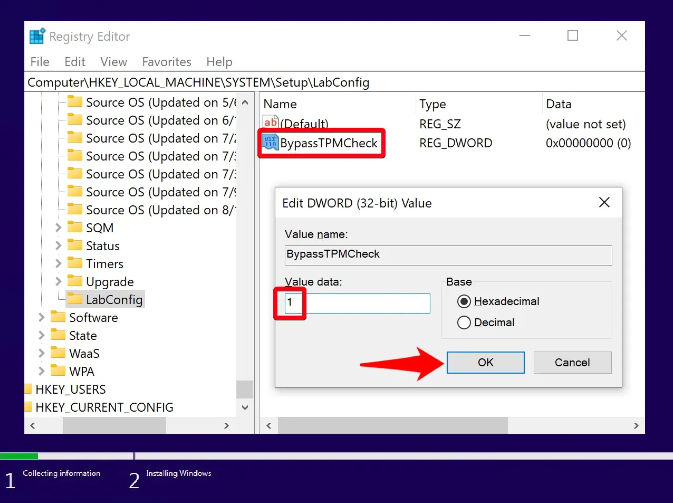 Registry Editor
File Edit View Favorites Help
Computer\HKEY_LOCAL_MACHINE\SYSTEM\Setup\LabConfig
Name Type Data
Source OS (Updated on 5/6
Source OS (Updated on 6/1
Source OS (Updated on 7/2
Source OS (Updated on 7/3
Source OS (Updated on 7/3
Source OS (Updated on 7/9
Source OS (Updated on 8/1
SQM
Status
Timers
Upgrade
LabConfig
Software
State
WaaS
WPA
HKEY_USERS
HKEY_CURRENT_CONFIG
ab (Default) REG_SZ (value not set)
BypassTPMCheck REG_DWORD 0x00000000 (0)
Edit DWORD (32-bit) Value
Value name:
BypassTPMCheck
Value data:
1
Base
Hexadecimal
Decimal
OK Cancel
1 Collecting information 2 Installing Windows